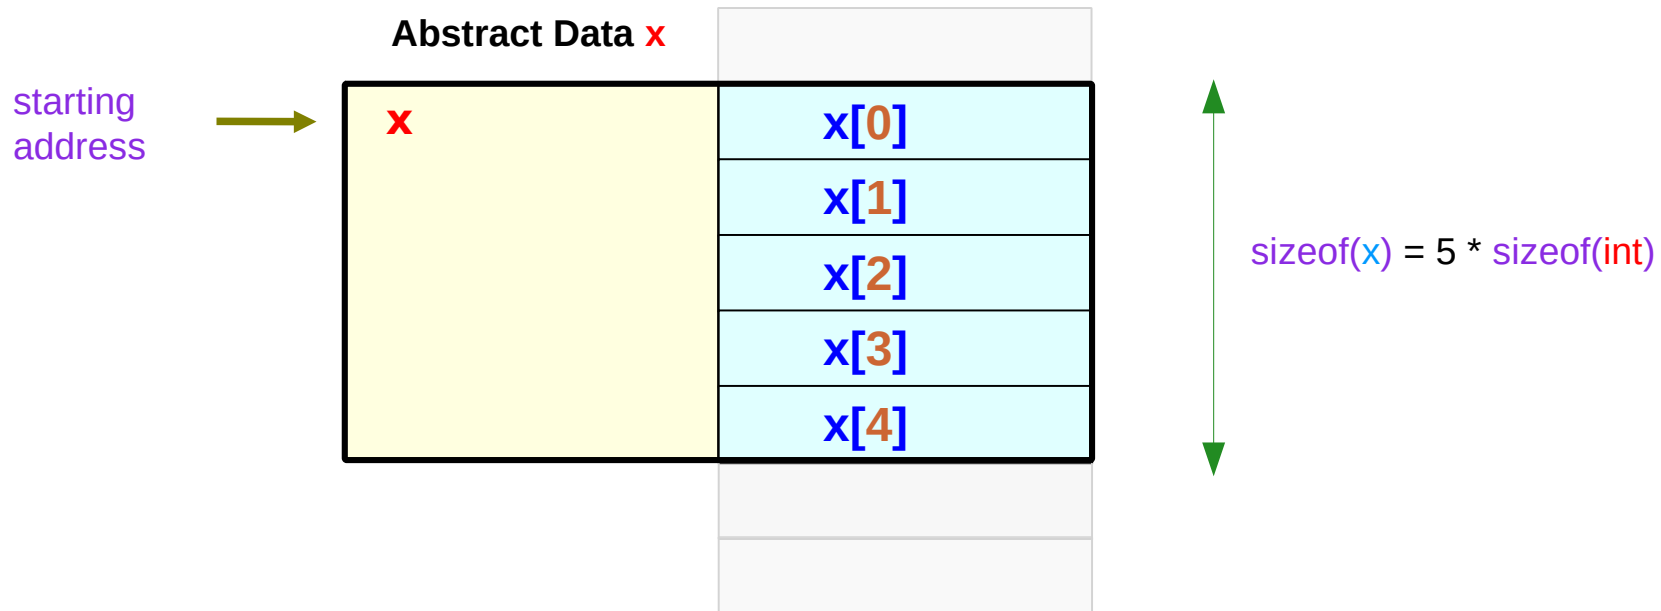 Abstract Data x
starting
address
x
x[0]
x[1]
x[2]
x[3]
x[4]
sizeof(x) = 5 * sizeof(int)